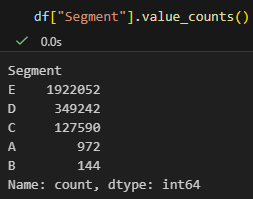 df["Segment"].value_counts()
0.0s
Segment
E    1922052
D     349242
C     127590
A        972
B        144
Name: count, dtype: int64